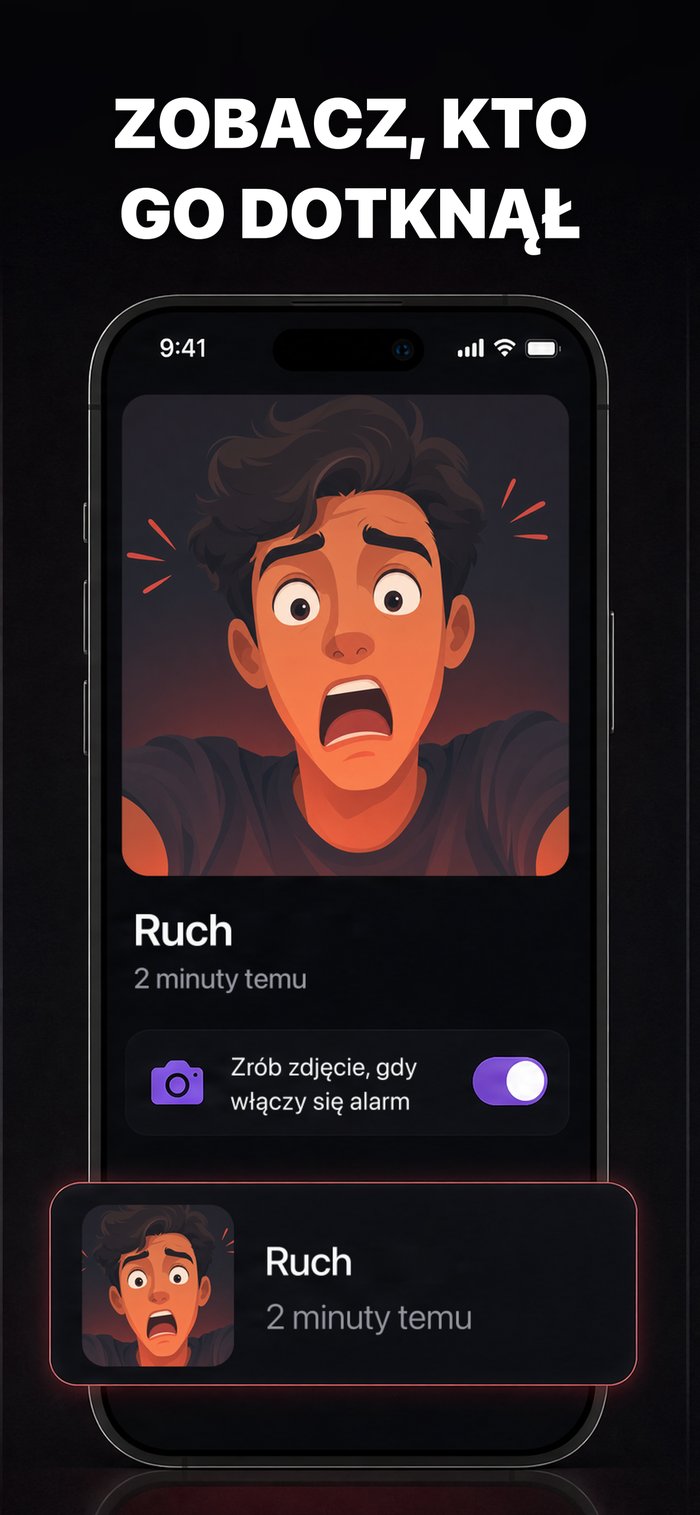 ZOBACZ, KTO
GO DOTKNĄŁ
9:41
Ruch
2 minuty temu
Zrób zdjęcie, gdy
włączy się alarm
Ruch
2 minuty temu